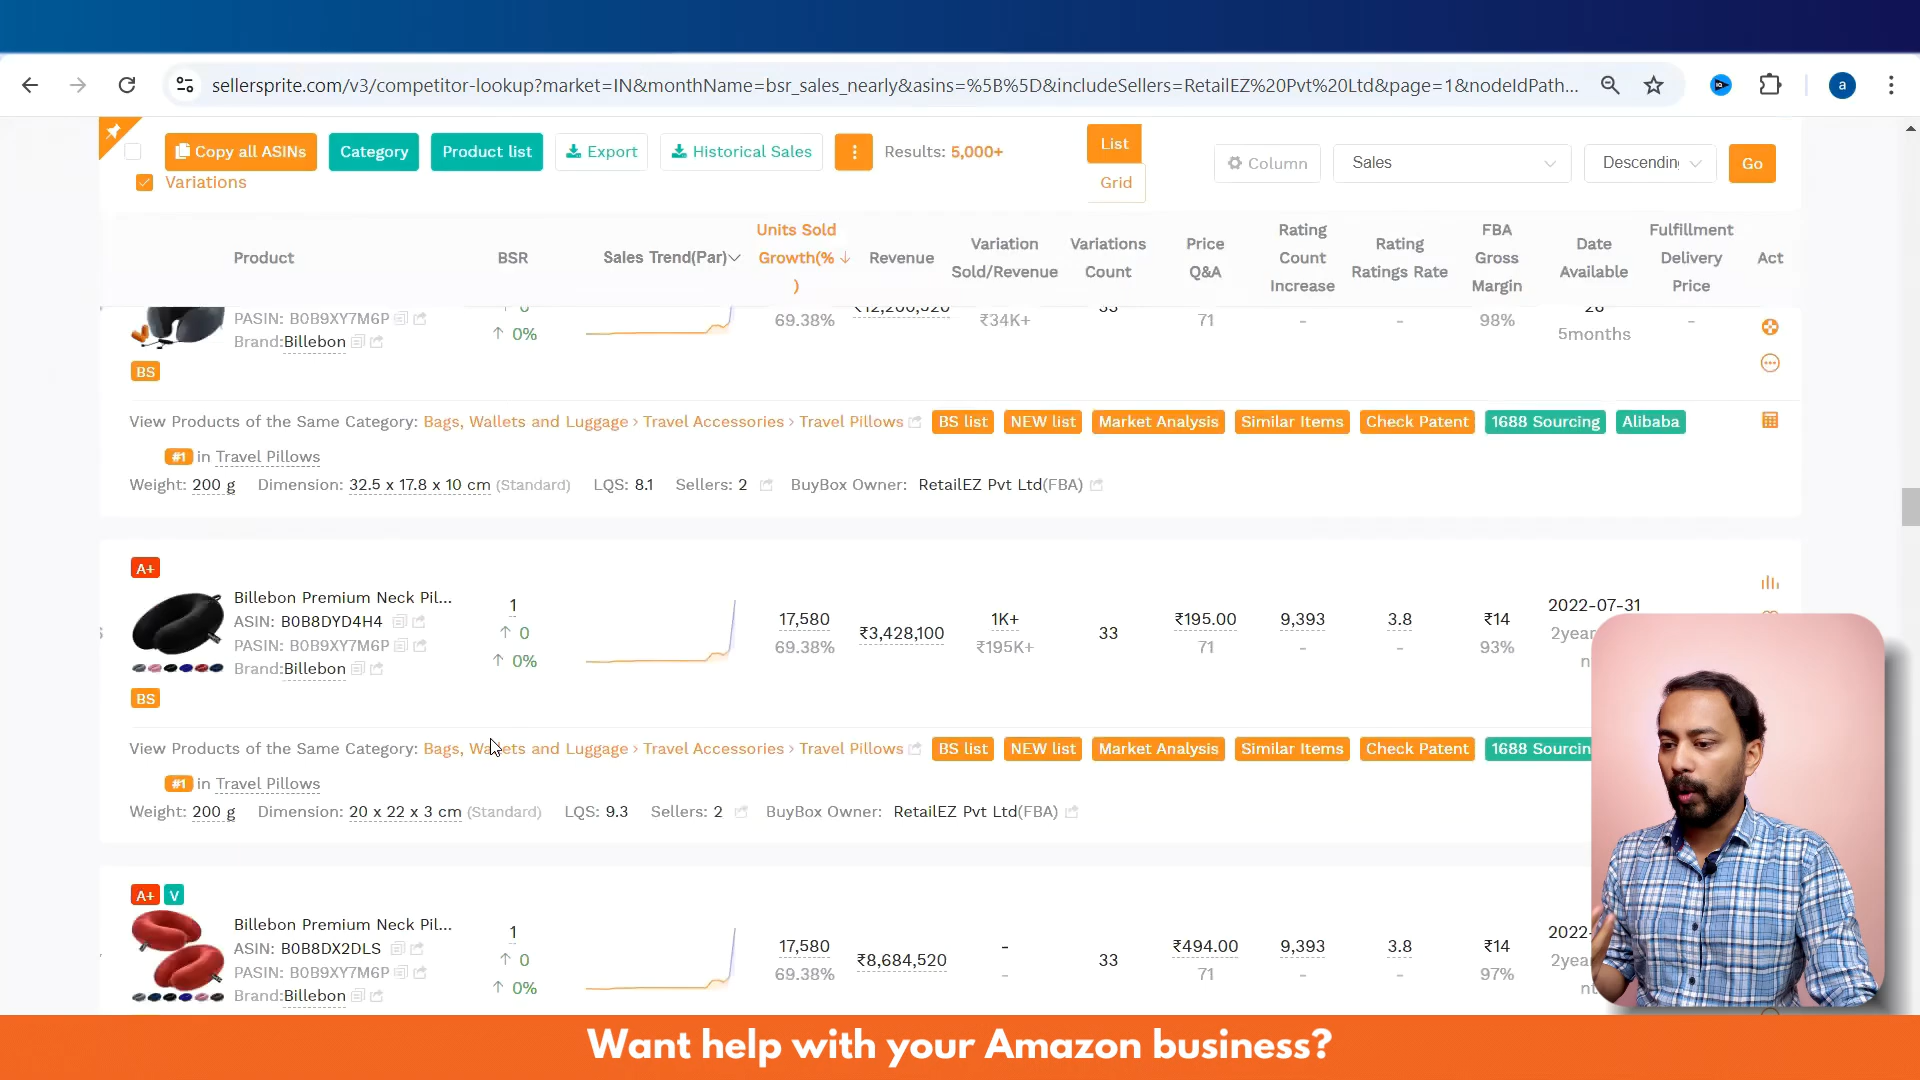 sellersprite.com/v3/competitor-lookup?market=IN&monthName=bsr_sales_nearly&asins=%5B%5D&includeSellers=RetailEZ%20Pvt%20Ltd&page=1&nodeIdPath...
a
Copy all ASINs Category Product list Export Historical Sales Results: 5,000+ List
Column Sales Descending Go
Variations Grid
Product BSR Sales Trend(Par) Units Sold Growth(%) Revenue Variation Sold/Revenue Variations Count Price Q&A Rating Count Increase Rating Ratings Rate FBA Gross Margin Date Available Fulfillment Delivery Price Act
PASIN: B0B9XY7M6P 69.38% ₹34K+ 71 - - 98% -
Brand:Billebon ↑ 0% 5months
BS
View Products of the Same Category: Bags, Wallets and Luggage › Travel Accessories › Travel Pillows BS list NEW list Market Analysis Similar Items Check Patent 1688 Sourcing Alibaba
#1 in Travel Pillows
Weight: 200 g Dimension: 32.5 x 17.8 x 10 cm (Standard) LQS: 8.1 Sellers: 2 BuyBox Owner: RetailEZ Pvt Ltd(FBA)
A+
Billebon Premium Neck Pil... 1 2022-07-31
ASIN: B0B8DYD4H4 ↑ 0 17,580 ₹3,428,100 1K+ 33 ₹195.00 9,393 3.8 ₹14
PASIN: B0B9XY7M6P 69.38% ₹195K+ 71 - - 93%
Brand:Billebon ↑ 0%
BS
View Products of the Same Category: Bags, Wallets and Luggage › Travel Accessories › Travel Pillows BS list NEW list Market Analysis Similar Items Check Patent 1688 Sourcin
#1 in Travel Pillows
Weight: 200 g Dimension: 20 x 22 x 3 cm (Standard) LQS: 9.3 Sellers: 2 BuyBox Owner: RetailEZ Pvt Ltd(FBA)
A+ V
Billebon Premium Neck Pil... 1 2022-
ASIN: B0B8DX2DLS ↑ 0 17,580 ₹8,684,520 - 33 ₹494.00 9,393 3.8 ₹14
PASIN: B0B9XY7M6P 69.38% - 71 - - 97%
Brand:Billebon ↑ 0%
Want help with your Amazon business?